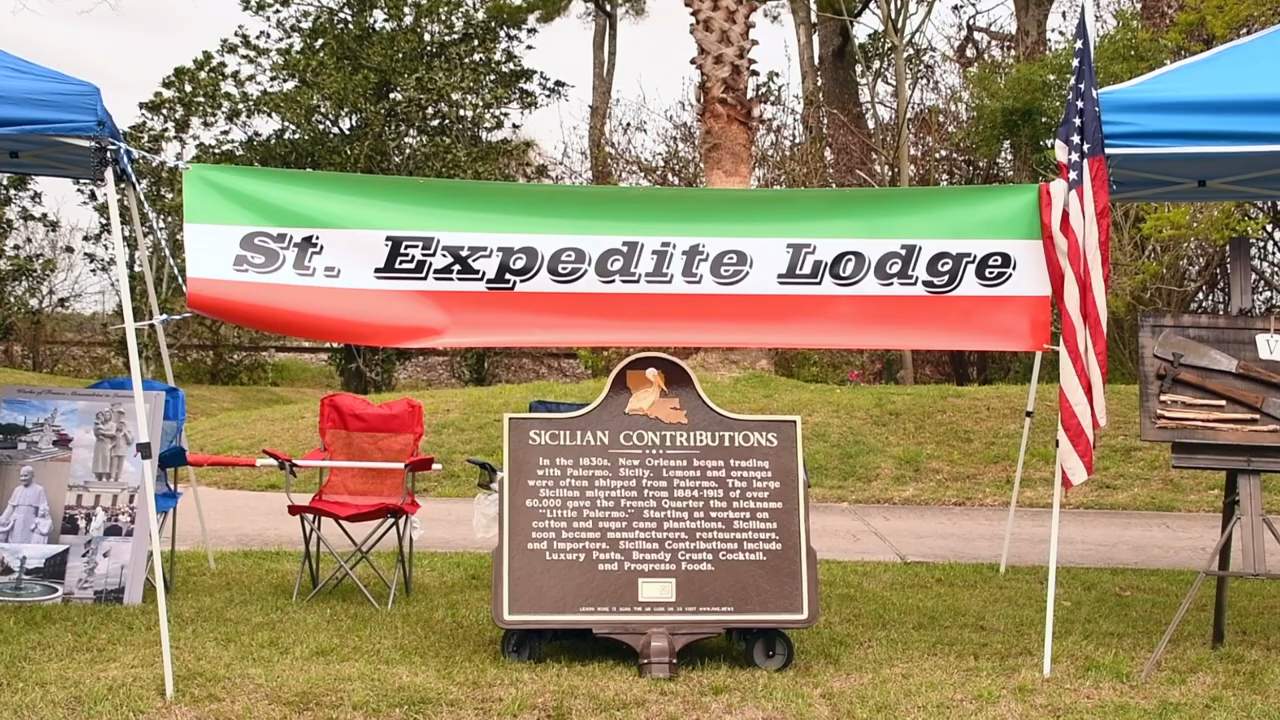 St. Expedite Lodge
SICILIAN CONTRIBUTIONS
In the 1830s, New Orleans began trading
with Palermo, Sicily. Lemons and oranges
were often shipped from Palermo. The large
Sicilian migration from 1884-1915 of over
60,000 gave the French Quarter the nickname
"Little Palermo." Starting as workers on
cotton and sugar cane plantations, Sicilians
soon became manufacturers, restauranteurs,
and importers. Sicilian Contributions include
Luxury Pasta, Brandy Crusta Cocktail,
and Progresso Foods.
V